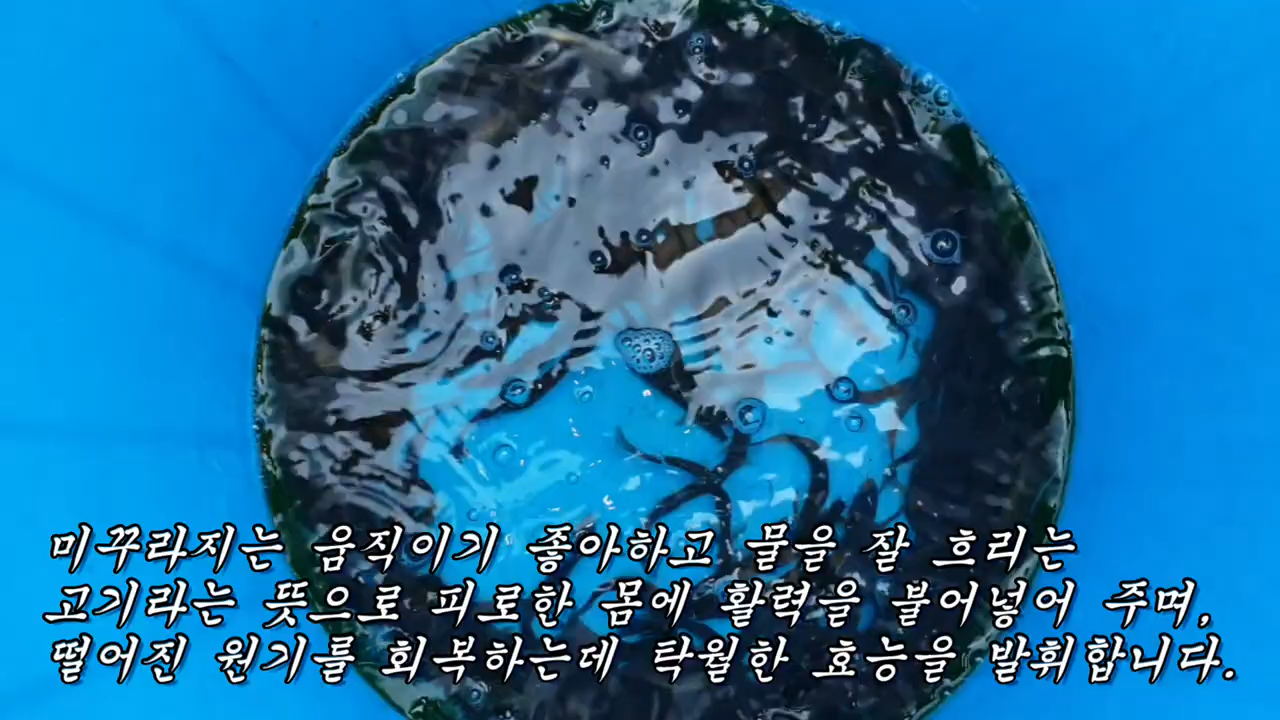 미꾸라지는 움직이기 좋아하고 물을 잘 흐리는
고기라는 뜻으로 피로한 몸에 활력을 불어넣어 주며,
떨어진 원기를 회복하는데 탁월한 효능을 발휘합니다.